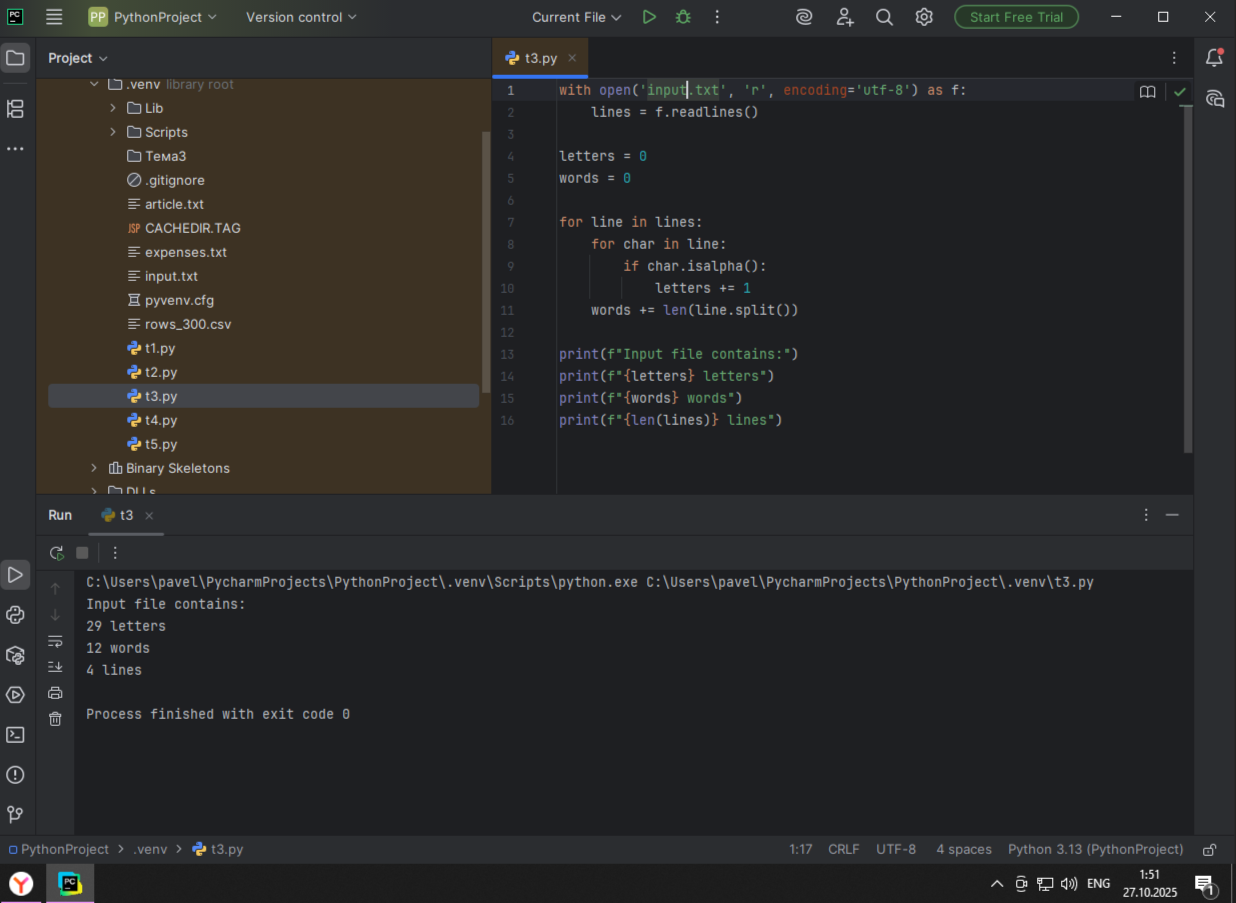 PC PP PythonProject Version control Current File Start Free Trial
Project
t3.py
.venv library root
Lib
Scripts
Тема3
.gitignore
article.txt
JSP CACHEDIR.TAG
expenses.txt
input.txt
pyvenv.cfg
rows_300.csv
t1.py
t2.py
t3.py
t4.py
t5.py
Binary Skeletons
DLLs
1 with open('input.txt', 'r', encoding='utf-8') as f:
2 lines = f.readlines()
3
4 letters = 0
5 words = 0
6
7 for line in lines:
8 for char in line:
9 if char.isalpha():
10 letters += 1
11 words += len(line.split())
12
13 print(f"Input file contains:")
14 print(f"{letters} letters")
15 print(f"{words} words")
16 print(f"{len(lines)} lines")
Run t3
C:\Users\pavel\PycharmProjects\PythonProject\.venv\Scripts\python.exe C:\Users\pavel\PycharmProjects\PythonProject\.venv\t3.py
Input file contains:
29 letters
12 words
4 lines
Process finished with exit code 0
PythonProject > .venv > t3.py 1:17 CRLF UTF-8 4 spaces Python 3.13 (PythonProject)
Y PC ENG 1:51
27.10.2025
1